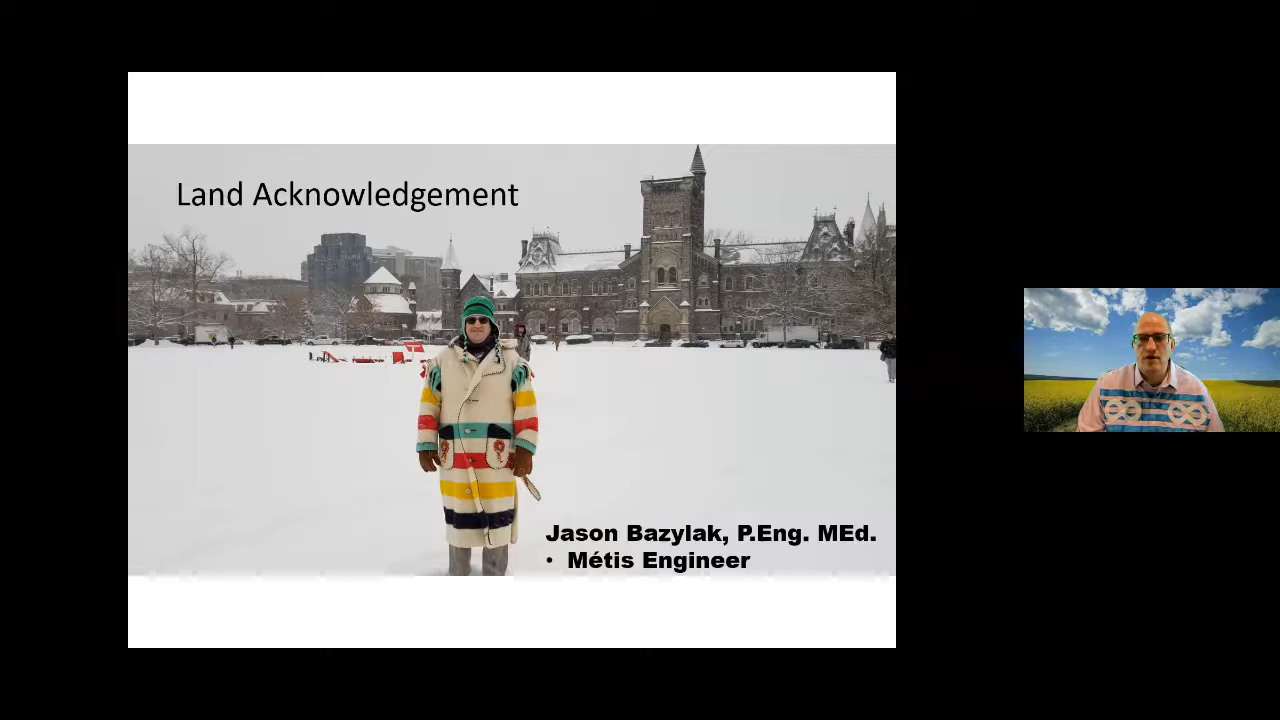 Land Acknowledgement
Jason Bazylak, P.Eng. MEd.
• Métis Engineer